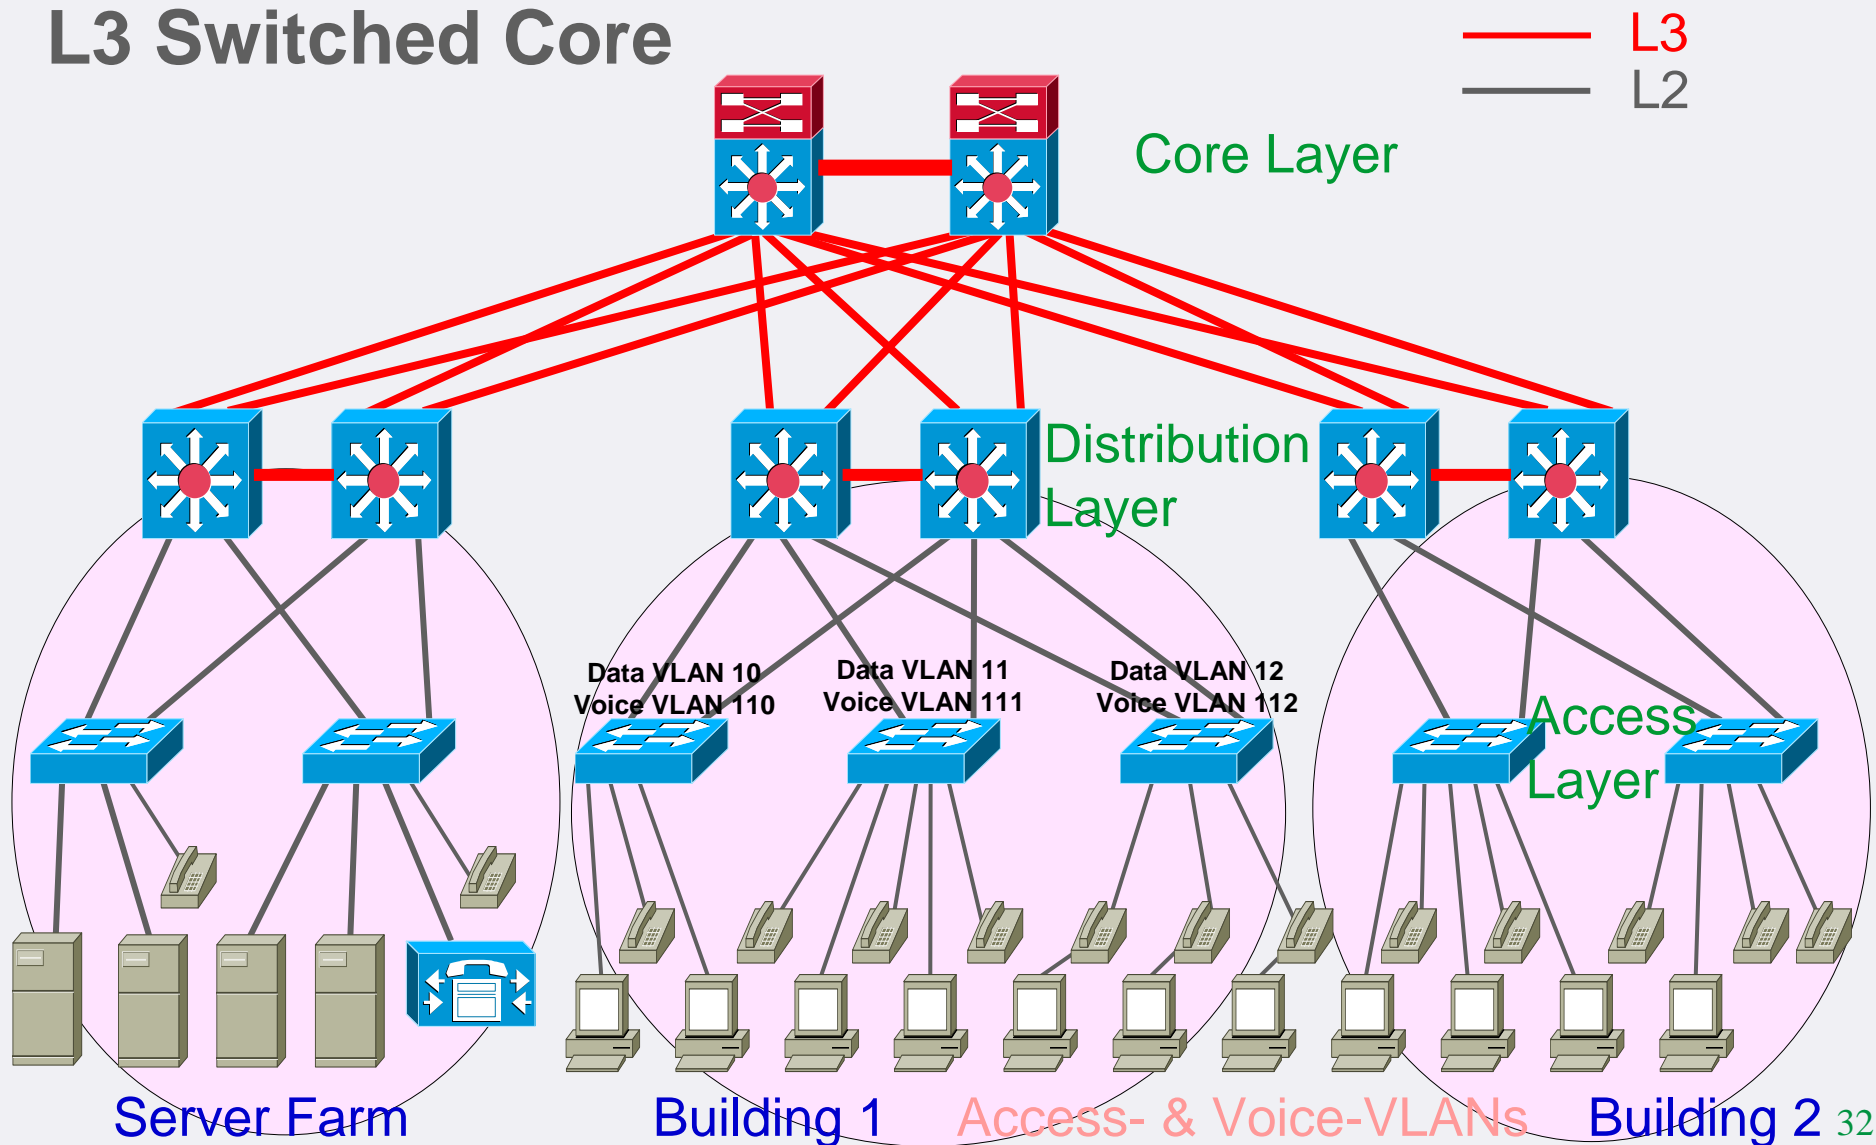 L3 Switched Core
L3
L2
Core Layer
Distribution
Layer
Data VLAN 10
Voice VLAN 110
Data VLAN 11
Voice VLAN 111
Data VLAN 12
Voice VLAN 112
Access
Layer
Server Farm
Building 1
Access- & Voice-VLANs
Building 2
32